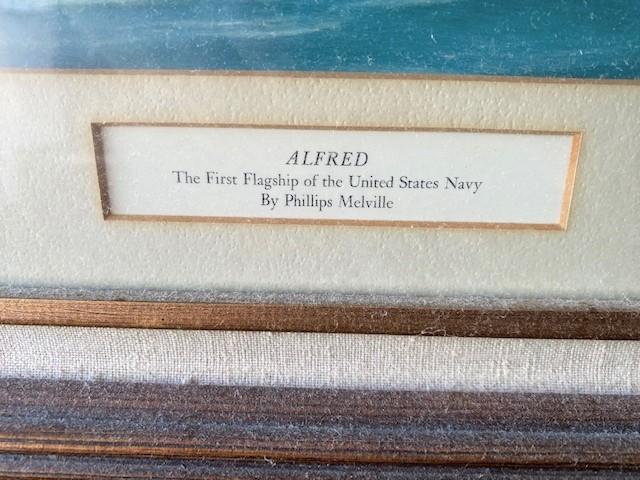 ALFRED
The First Flagship of the United States Navy
By Phillips Melville